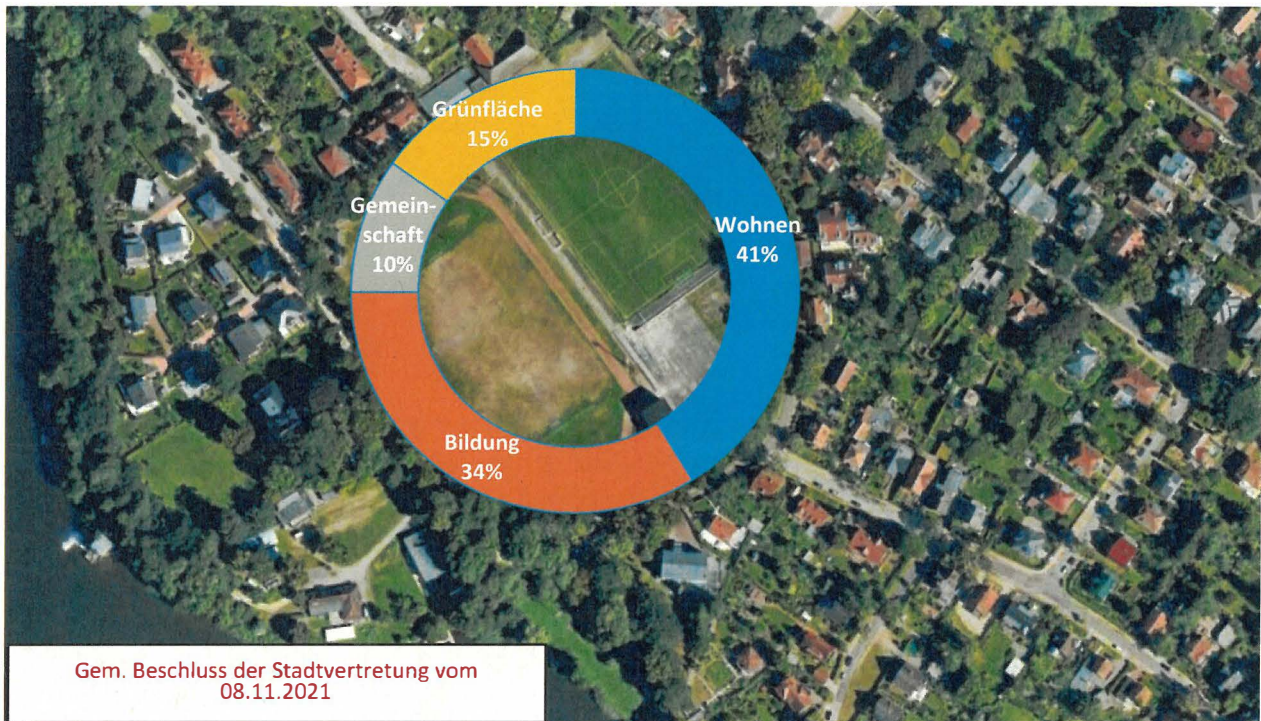 Grünfläche
15%
Gemein-
schaft
10%
Wohnen
41%
Bildung
34%
Gem. Beschluss der Stadtvertretung vom
08.11.2021